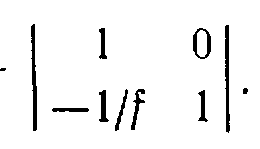 - | 1 0 |
| —1/f 1 | .